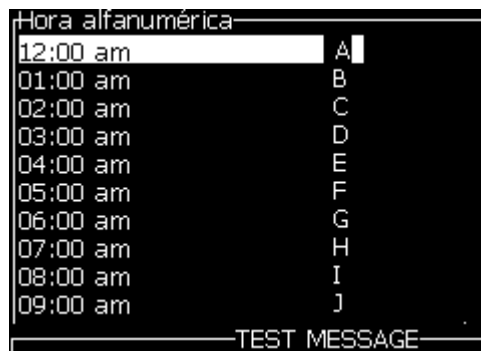 Hora alfanumérica
12:00 am A
01:00 am B
02:00 am C
03:00 am D
04:00 am E
05:00 am F
06:00 am G
07:00 am H
08:00 am I
09:00 am J
TEST MESSAGE